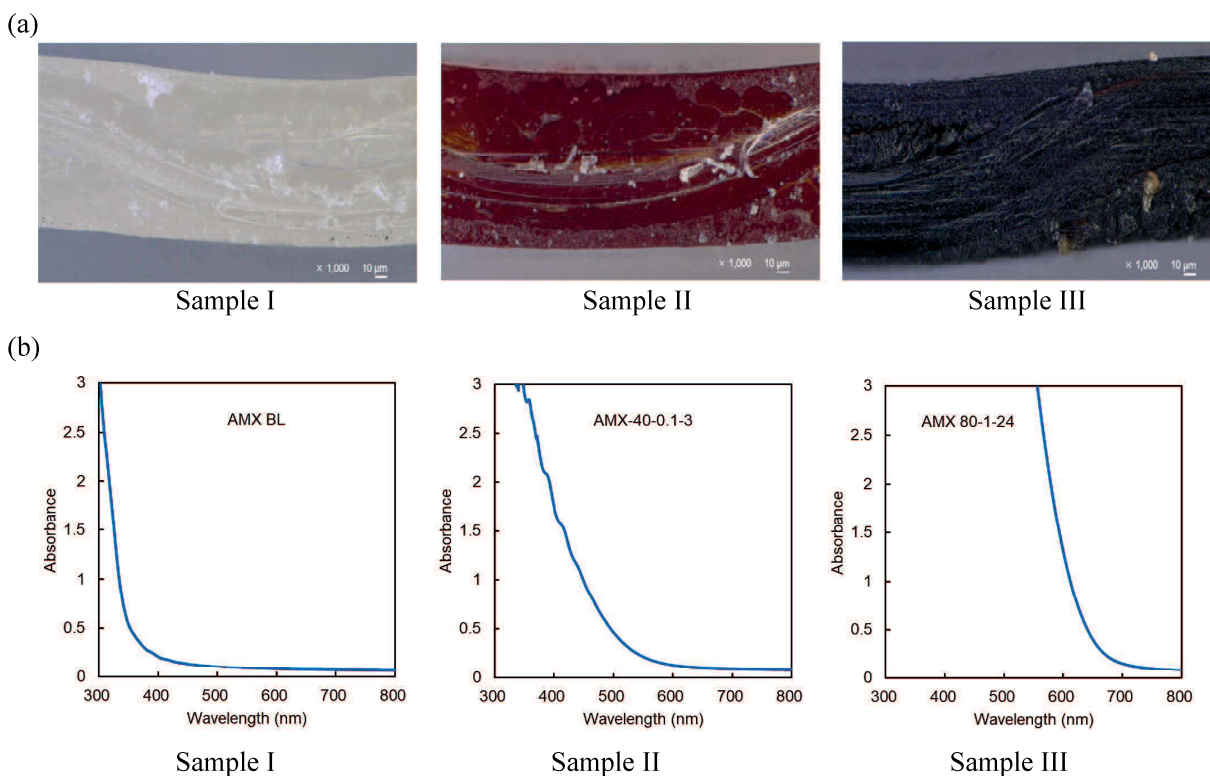 (a)
× 1,000 10 µm
× 1,000 10 µm
× 1,000 10 µm
Sample I
Sample II
Sample III
(b)
3
2.5
2
1.5
1
0.5
0
300 400 500 600 700 800
Absorbance
Wavelength (nm)
AMX BL
3
2.5
2
1.5
1
0.5
0
300 400 500 600 700 800
Absorbance
Wavelength (nm)
AMX-40-0.1-3
3
2.5
2
1.5
1
0.5
0
300 400 500 600 700 800
Absorbance
Wavelength (nm)
AMX 80-1-24
Sample I
Sample II
Sample III